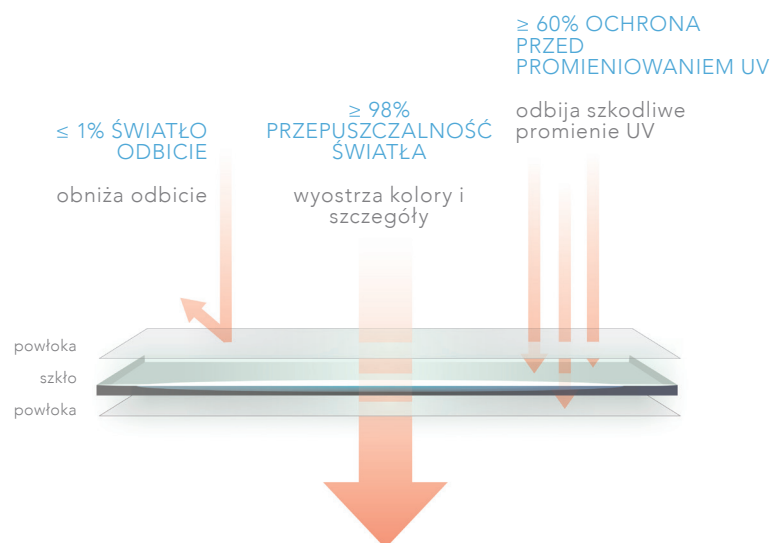 ≤ 1% ŚWIATŁO
ODBICIE
obniża odbicie
≥ 98%
PRZEPUSZCZALNOŚĆ
ŚWIATŁA
wyostrza kolory i
szczegóły
≥ 60% OCHRONA
PRZED
PROMIENIOWANIEM UV
odbija szkodliwe
promienie UV
powłoka
szkło
powłoka